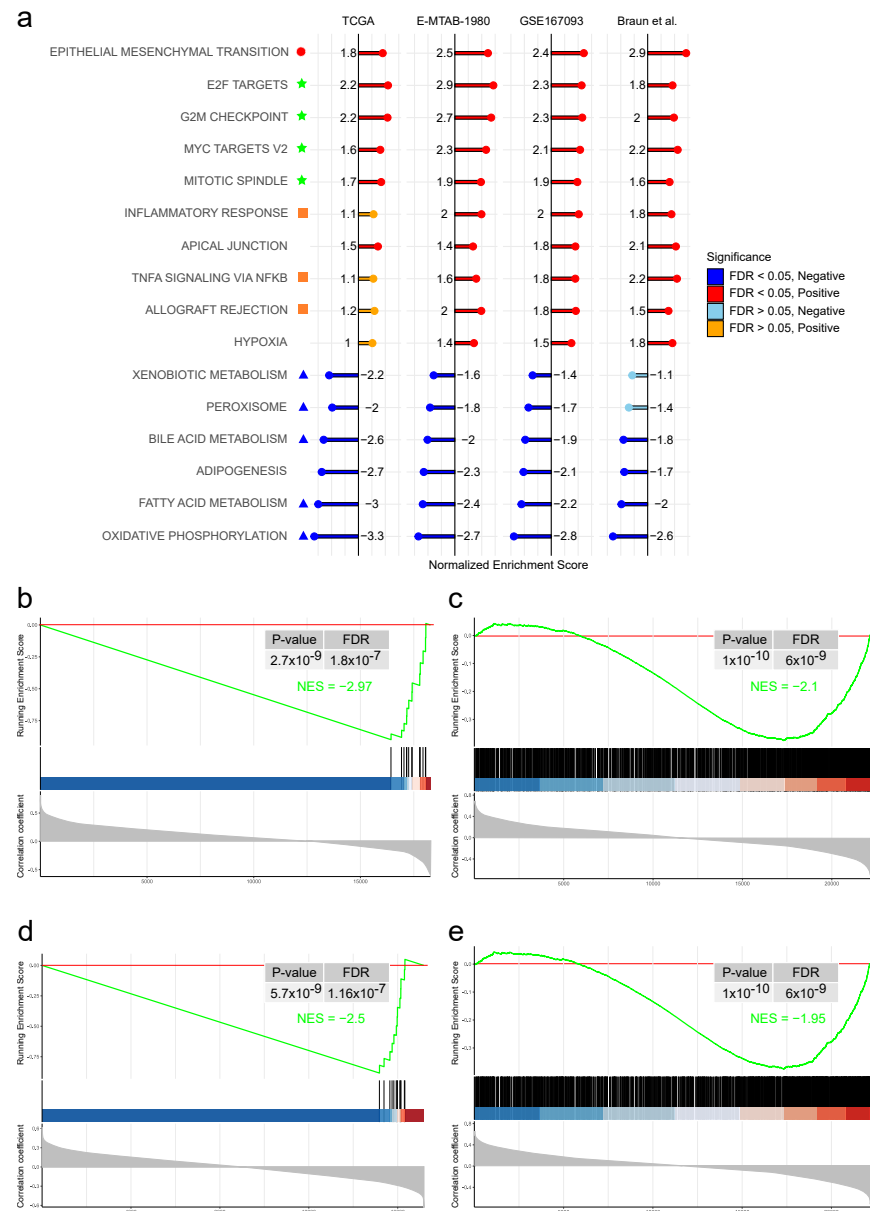 a
TCGA E-MTAB-1980 GSE167093 Braun et al.
EPITHELIAL MESENCHYMAL TRANSITION 1.8 2.5 2.4 2.9
E2F TARGETS 2.2 2.9 2.3 1.8
G2M CHECKPOINT 2.2 2.7 2.3 2
MYC TARGETS V2 1.6 2.3 2.1 2.2
MITOTIC SPINDLE 1.7 1.9 1.9 1.6
INFLAMMATORY RESPONSE 1.1 2 2 1.8
APICAL JUNCTION 1.5 1.4 1.8 2.1
TNFA SIGNALING VIA NFKB 1.1 1.6 1.8 2.2
ALLOGRAFT REJECTION 1.2 2 1.8 1.5
HYPOXIA 1 1.4 1.5 1.8
XENOBIOTIC METABOLISM −2.2 −1.6 −1.4 −1.1
PEROXISOME −2 −1.8 −1.7 −1.4
BILE ACID METABOLISM −2.6 −2 −1.9 −1.8
ADIPOGENESIS −2.7 −2.3 −2.1 −1.7
FATTY ACID METABOLISM −3 −2.4 −2.2 −2
OXIDATIVE PHOSPHORYLATION −3.3 −2.7 −2.8 −2.6
Normalized Enrichment Score
Significance
FDR < 0.05, Negative
FDR < 0.05, Positive
FDR > 0.05, Negative
FDR > 0.05, Positive
b
Running Enrichment Score
0.00
P-value FDR
2.7x10-9 1.8x10-7
NES = −2.97
Correlation coefficient
5000 10000 15000
c
Running Enrichment Score
P-value FDR
1x10-10 6x10-9
NES = −2.1
Correlation coefficient
5000 10000 15000 20000
d
Running Enrichment Score
P-value FDR
5.7x10-9 1.16x10-7
NES = −2.5
Correlation coefficient
e
Running Enrichment Score
P-value FDR
1x10-10 6x10-9
NES = −1.95
Correlation coefficient